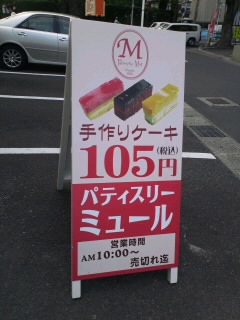 M
手作りケーキ
105円(税込)
パティスリー
ミュール
営業時間
AM10:00～
売切れ迄